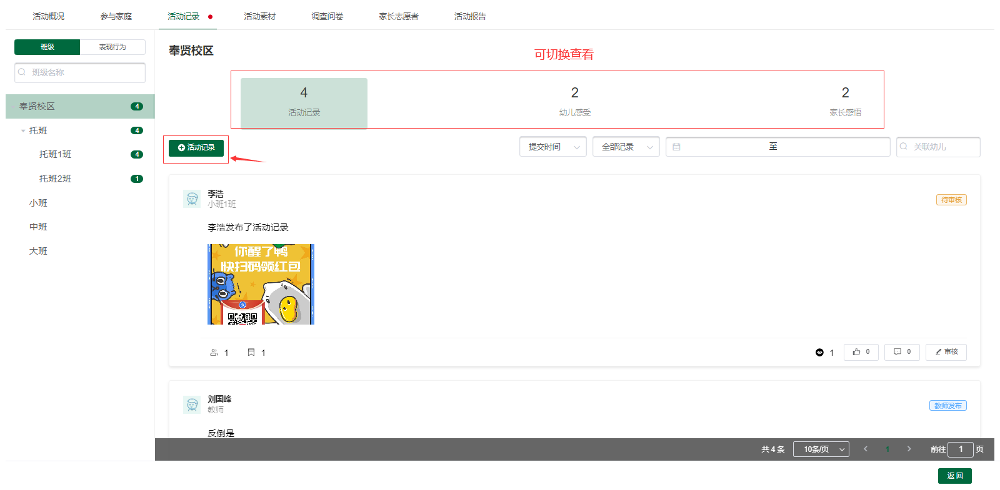 活动概况 参与家庭 活动记录 活动素材 调查问卷 家长志愿者 活动报告
班级 表现行为
班级名称
奉贤校区 4
托班 4
托班1班 4
托班2班 1
小班
中班
大班
奉贤校区
可切换查看
4 2 2
活动记录 幼儿感受 家长感悟
活动记录 提交时间 全部记录 至 关联幼儿
李浩
小班1班
待审核
李浩发布了活动记录
你醒了鸭
快扫码领红包
1 1 1 0 0 审核
刘国峰
教师
教师发布
反倒是
共 4 条 10条/页 1 前往 1 页
返回